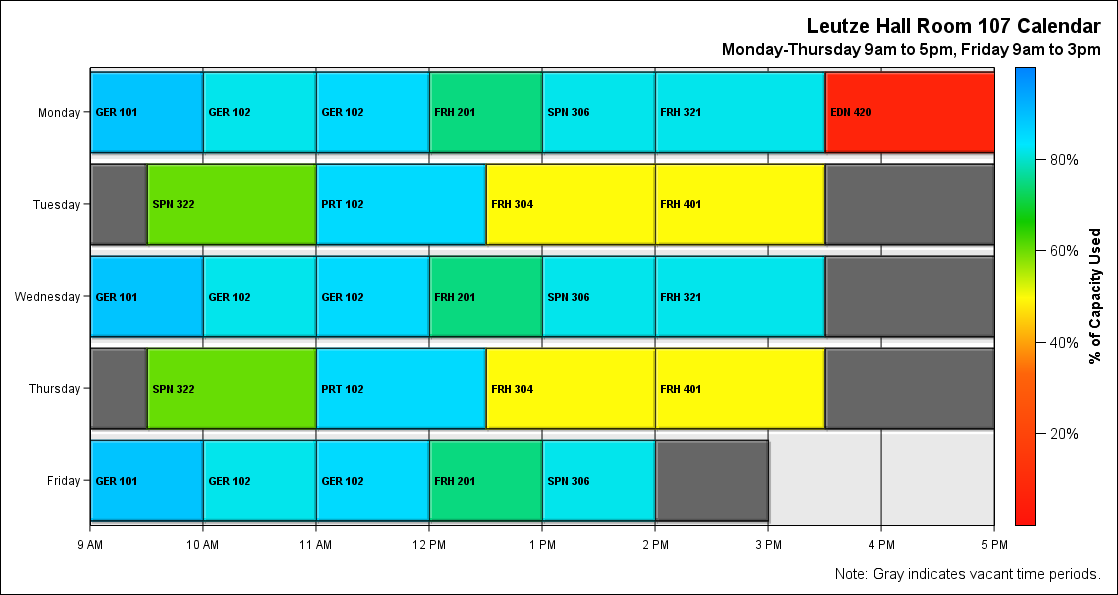 Leutze Hall Room 107 Calendar
Monday-Thursday 9am to 5pm, Friday 9am to 3pm
Monday
GER 101
GER 102
GER 102
FRH 201
SPN 306
FRH 321
EDN 420
Tuesday
SPN 322
PRT 102
FRH 304
FRH 401
Wednesday
GER 101
GER 102
GER 102
FRH 201
SPN 306
FRH 321
Thursday
SPN 322
PRT 102
FRH 304
FRH 401
Friday
GER 101
GER 102
GER 102
FRH 201
SPN 306
9 AM
10 AM
11 AM
12 PM
1 PM
2 PM
3 PM
4 PM
5 PM
80%
60%
40%
20%
% of Capacity Used
Note: Gray indicates vacant time periods.